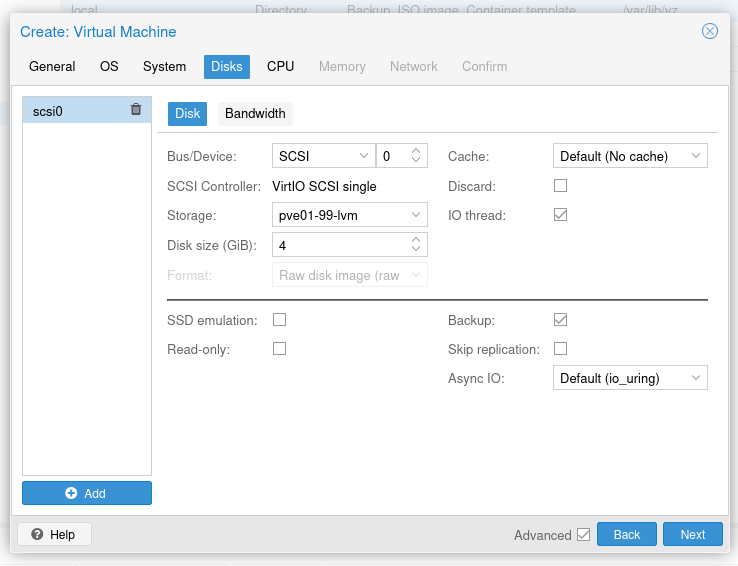 local Directory Backup, ISO image, Container template /var/lib/vz
Create: Virtual Machine
General OS System Disks CPU Memory Network Confirm
scsi0
Disk Bandwidth
Bus/Device: SCSI 0 Cache: Default (No cache)
SCSI Controller: VirtIO SCSI single Discard:
Storage: pve01-99-lvm IO thread:
Disk size (GiB): 4
Format: Raw disk image (raw
SSD emulation: Backup:
Read-only: Skip replication:
Async IO: Default (io_uring)
Add
Help Advanced Back Next